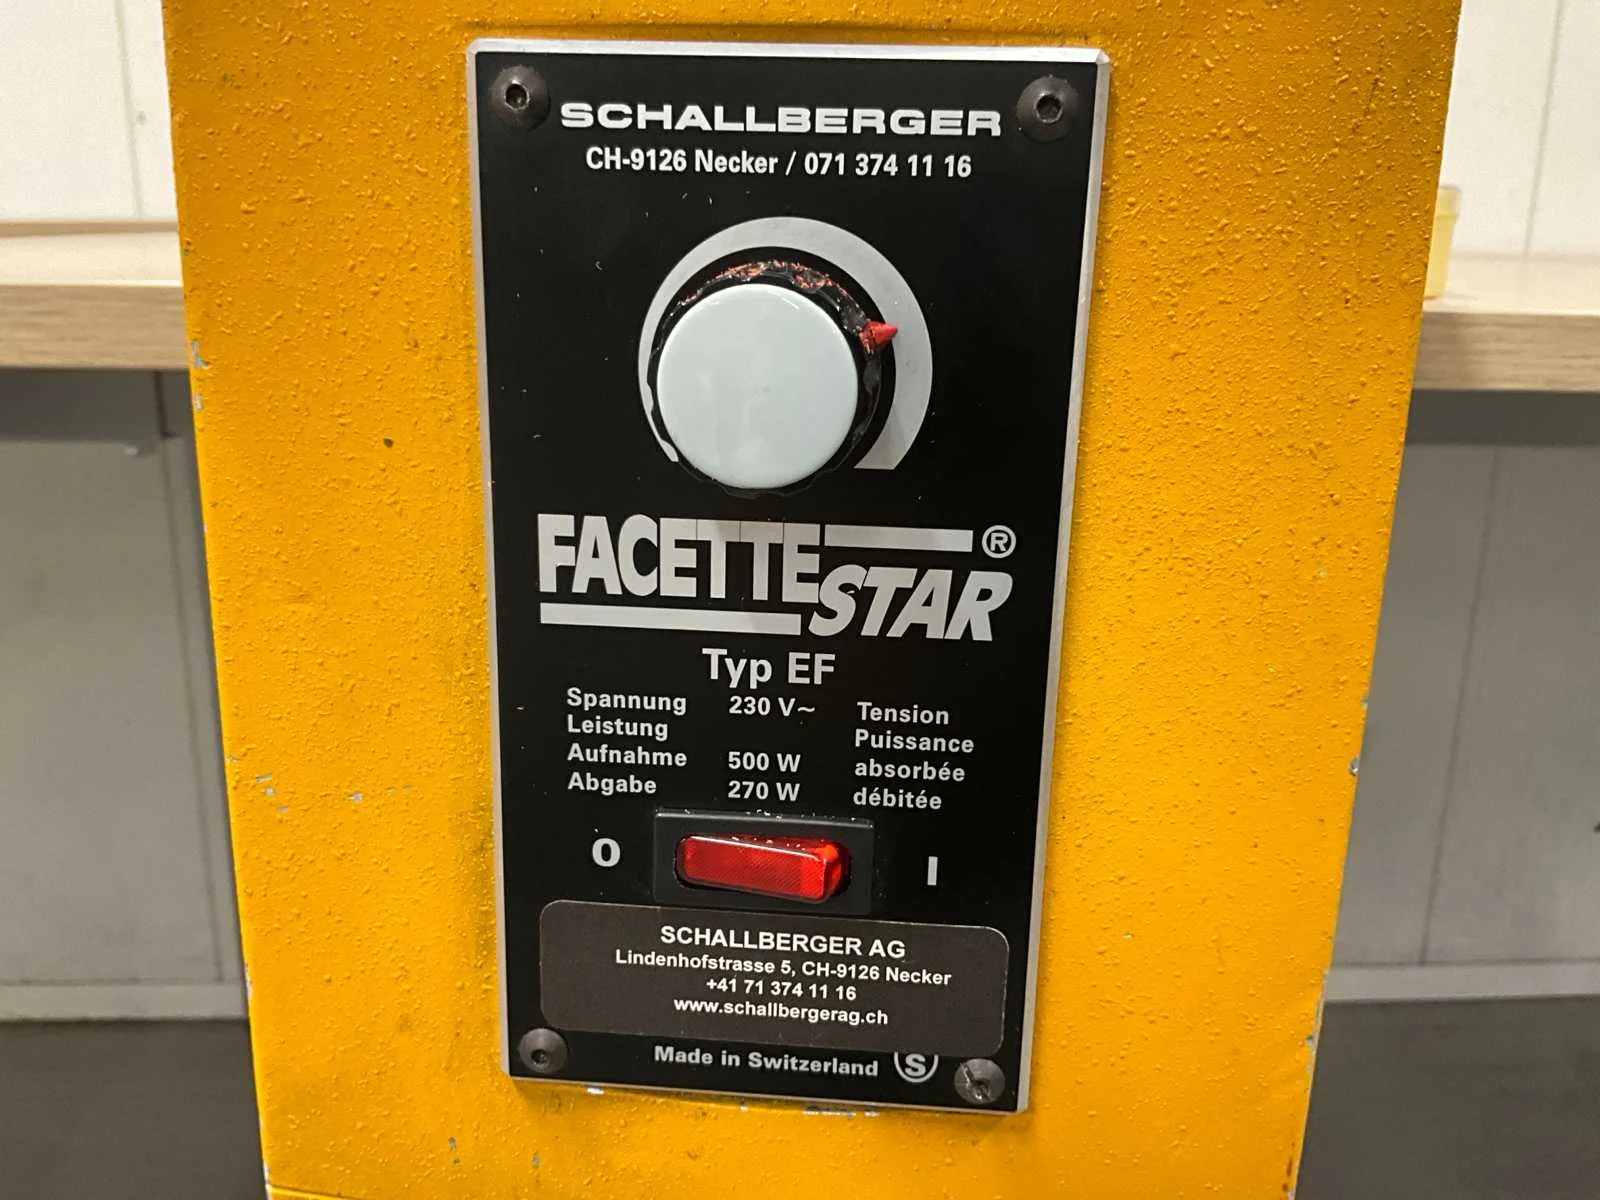 SCHALLBERGER
CH-9126 Necker / 071 374 11 16
FACETTE STAR ®
Typ EF
Spannung 230 V~ Tension
Leistung Puissance
Aufnahme 500 W absorbée
Abgabe 270 W débitée
O I
SCHALLBERGER AG
Lindenhofstrasse 5, CH-9126 Necker
+41 71 374 11 16
www.schallbergerag.ch
Made in Switzerland S